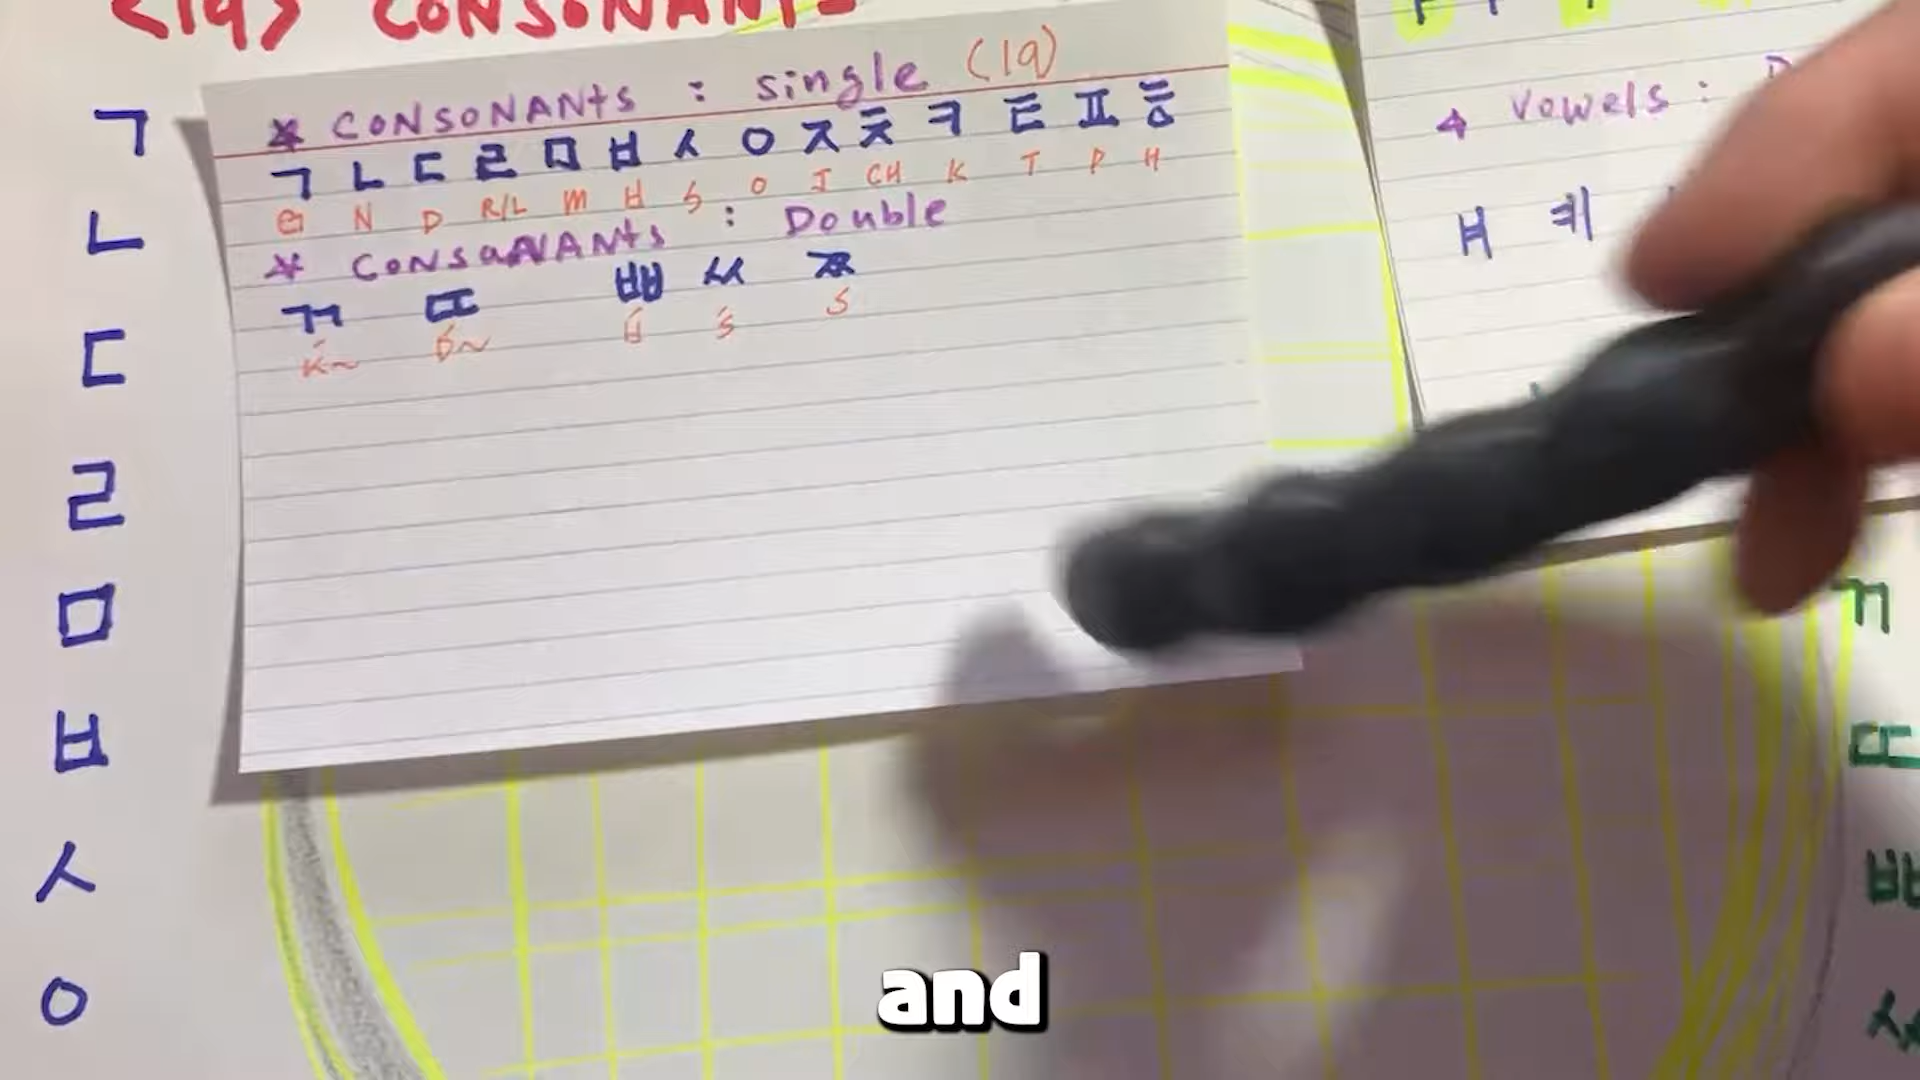 <19> CONSONANTS
* CONSONANTS : single (19)
ㄱ ㄴ ㄷ ㄹ ㅁ ㅂ ㅅ ㅇ ㅈ ㅊ ㅋ ㅌ ㅍ ㅎ
G N D R/L M H S O J CH K T P H
* CONSONANTS : Double
ㄲ ㄸ ㅃ ㅆ ㅉ
K~ D~ H S S
Vowels :
ㅂ
ㄱ
ㄴ
ㄷ
ㄹ
ㅁ
ㅂ
ㅅ
ㅇ
ㄲ
ㄸ
ㅃ
ㅆ
and